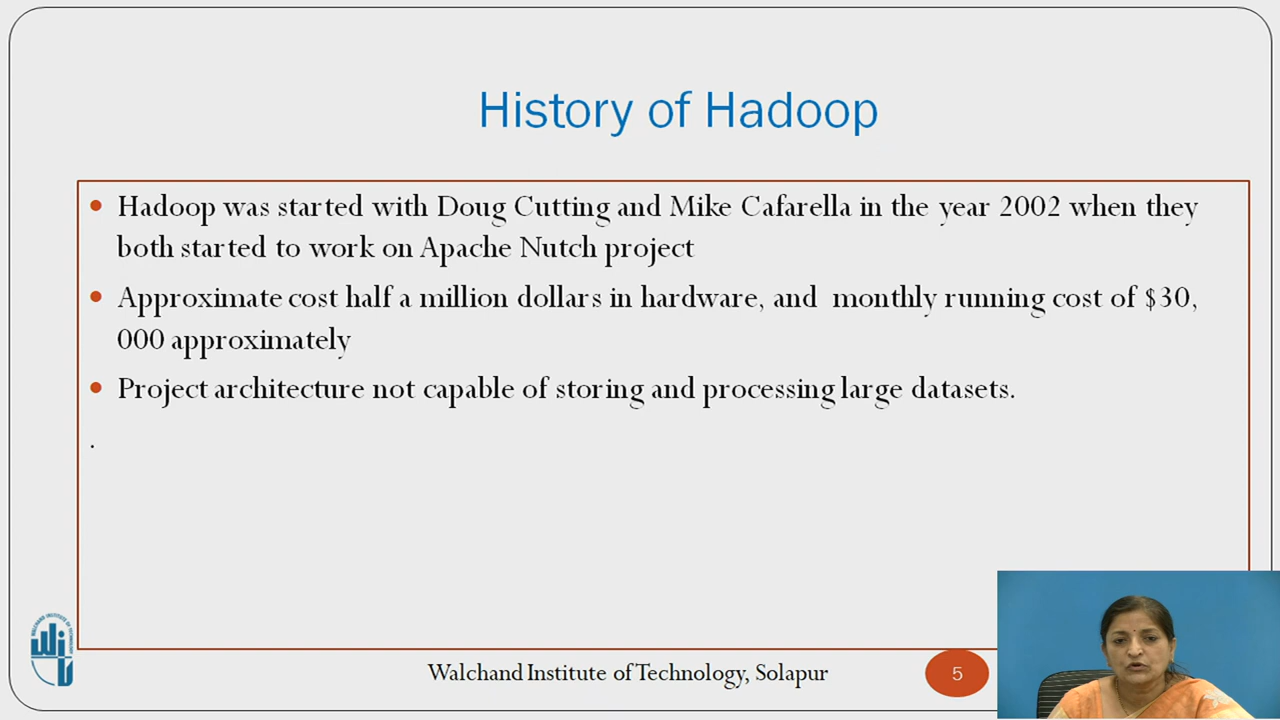 History of Hadoop
• Hadoop was started with Doug Cutting and Mike Cafarella in the year 2002 when they
both started to work on Apache Nutch project
• Approximate cost half a million dollars in hardware, and monthly running cost of $30,
000 approximately
• Project architecture not capable of storing and processing large datasets.
.
Walchand Institute of Technology, Solapur
5